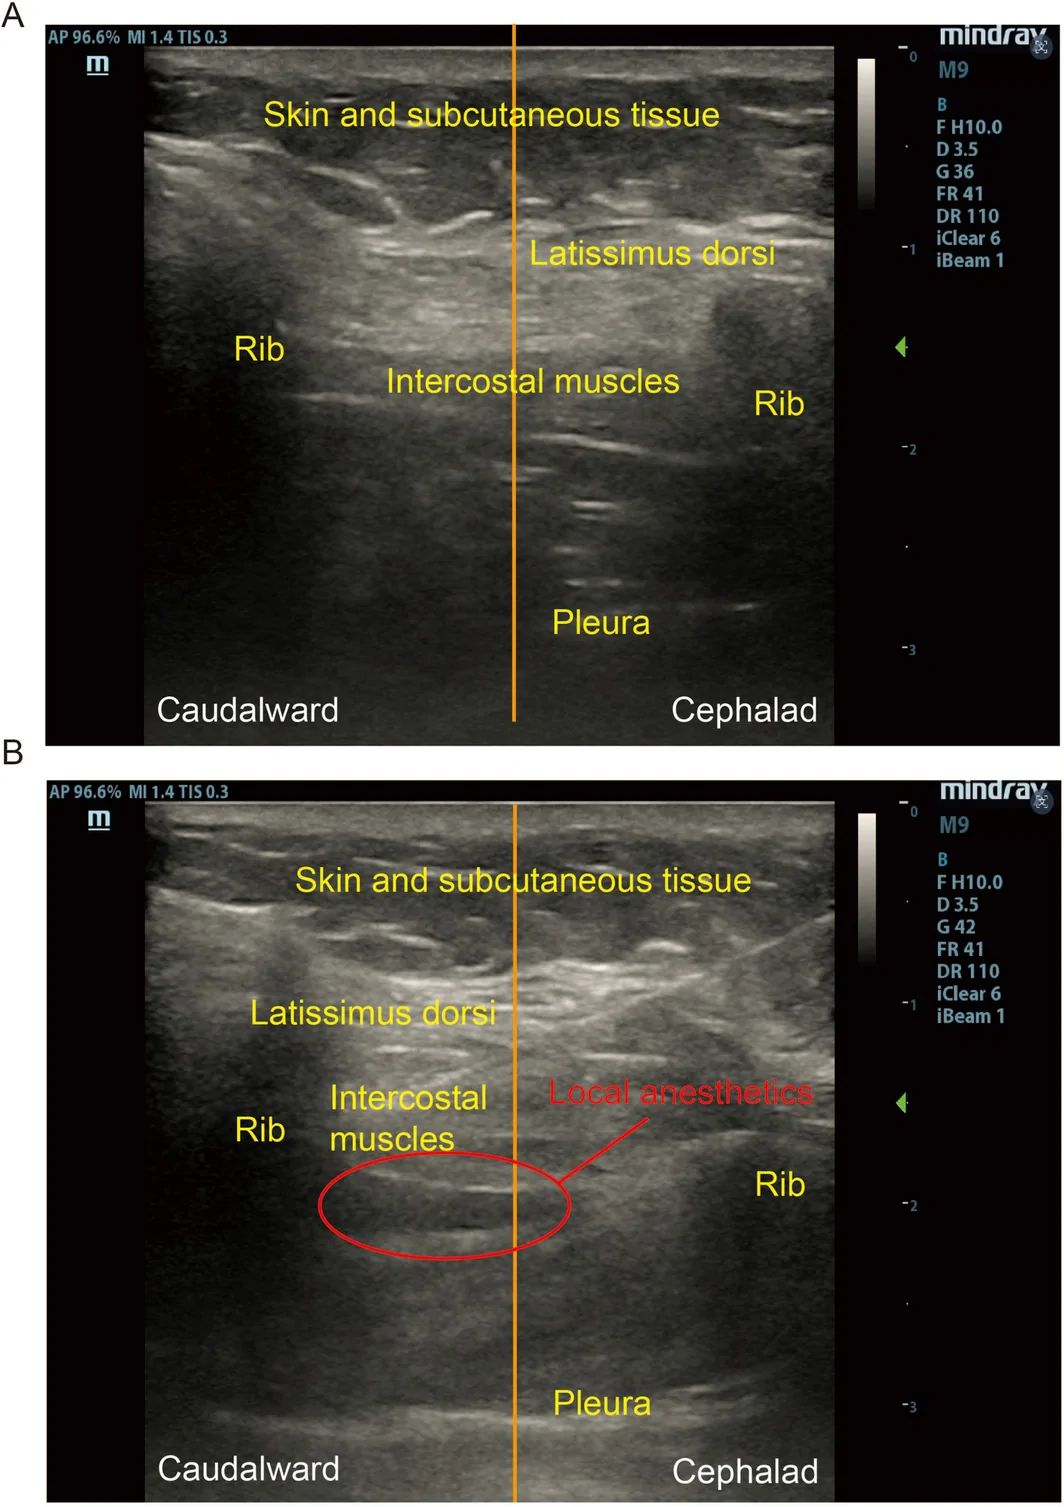 A
AP 96.6% MI 1.4 TIS 0.3
mindray
m
M9
0
B
F H10.0
D 3.5
G 36
FR 41
DR 110
iClear 6
iBeam 1
Skin and subcutaneous tissue
Latissimus dorsi
1
Rib
Intercostal muscles
Rib
2
Pleura
3
Caudalward
Cephalad
B
AP 96.6% MI 1.4 TIS 0.3
mindray
m
M9
0
B
F H10.0
D 3.5
G 42
FR 41
DR 110
iClear 6
iBeam 1
Skin and subcutaneous tissue
Latissimus dorsi
1
Intercostal
muscles
Local anesthetics
Rib
Rib
2
Pleura
3
Caudalward
Cephalad